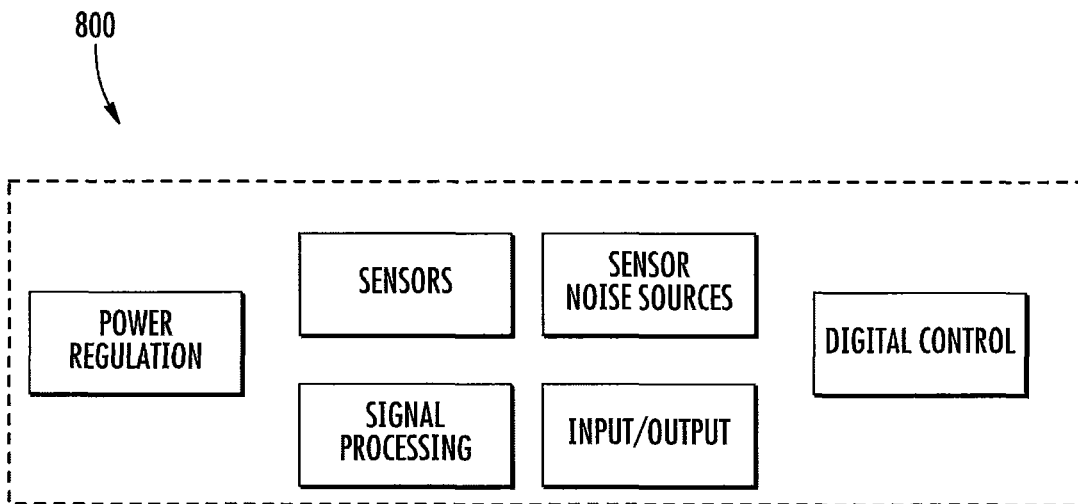 800
POWER
REGULATION
SENSORS
SENSOR
NOISE SOURCES
SIGNAL
PROCESSING
INPUT/OUTPUT
DIGITAL CONTROL